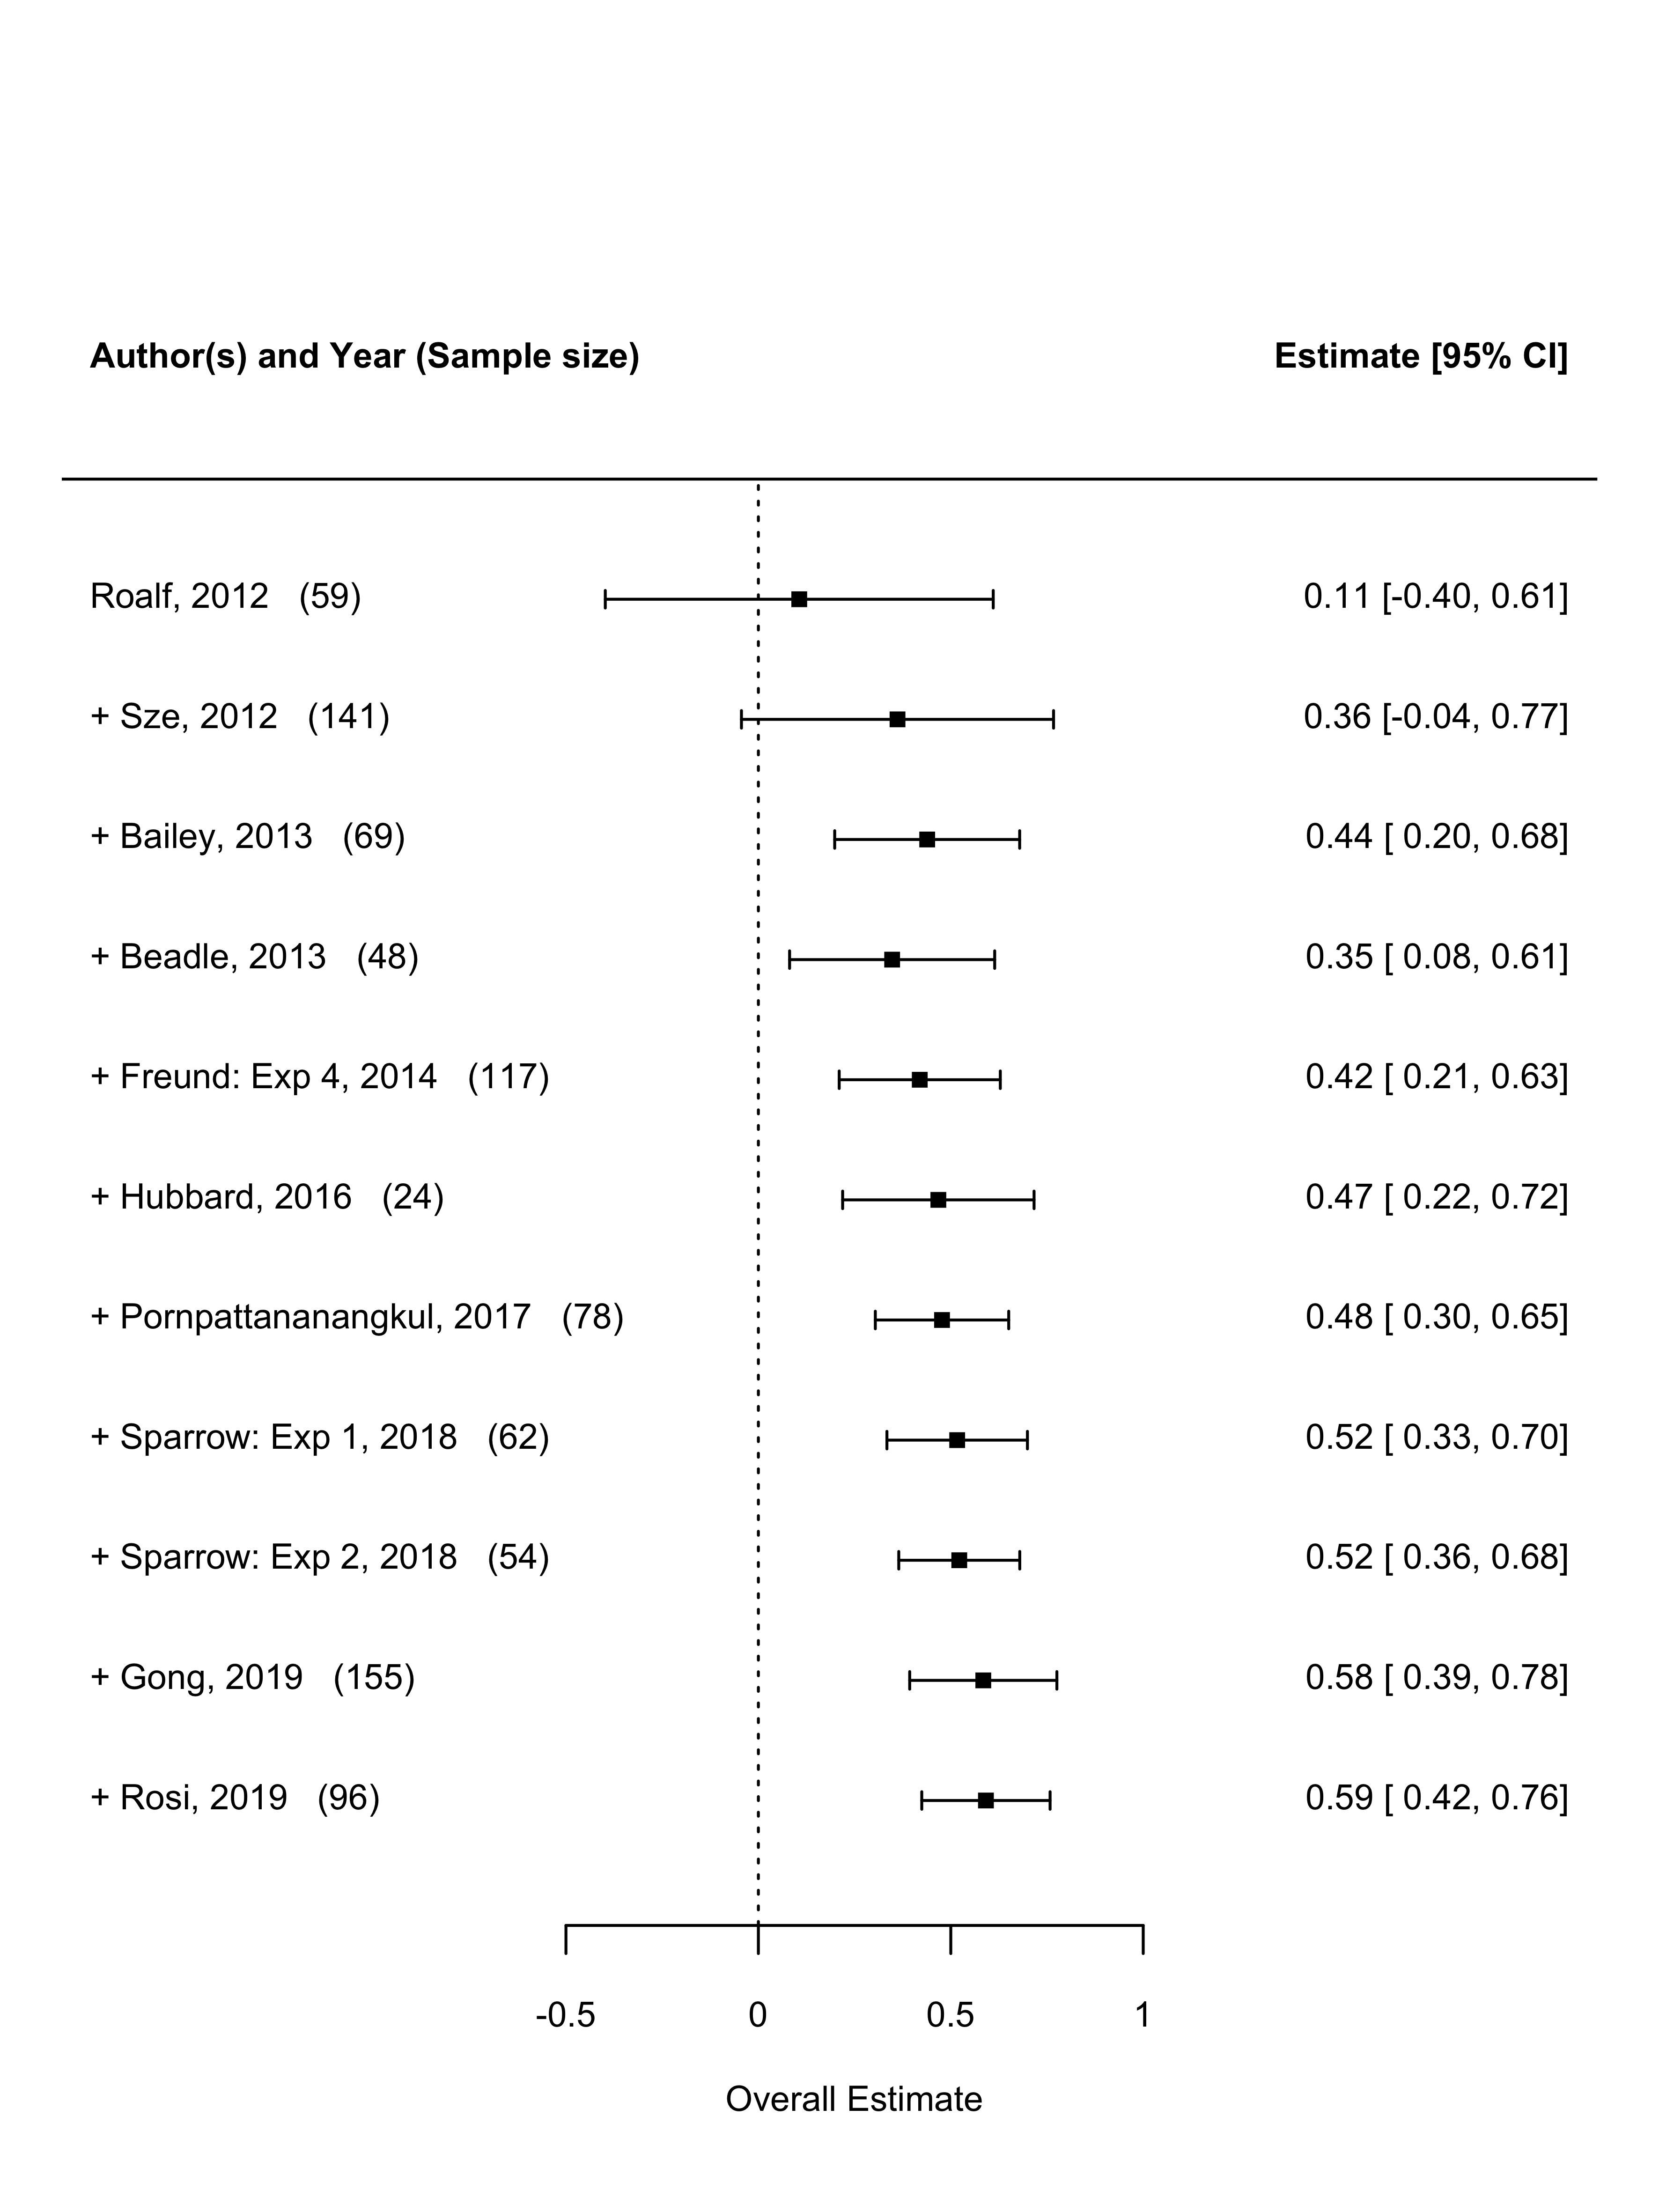 Author(s) and Year (Sample size) Estimate [95% CI]
Roalf, 2012 (59) 0.11 [-0.40, 0.61]
+ Sze, 2012 (141) 0.36 [-0.04, 0.77]
+ Bailey, 2013 (69) 0.44 [ 0.20, 0.68]
+ Beadle, 2013 (48) 0.35 [ 0.08, 0.61]
+ Freund: Exp 4, 2014 (117) 0.42 [ 0.21, 0.63]
+ Hubbard, 2016 (24) 0.47 [ 0.22, 0.72]
+ Pornpattananangkul, 2017 (78) 0.48 [ 0.30, 0.65]
+ Sparrow: Exp 1, 2018 (62) 0.52 [ 0.33, 0.70]
+ Sparrow: Exp 2, 2018 (54) 0.52 [ 0.36, 0.68]
+ Gong, 2019 (155) 0.58 [ 0.39, 0.78]
+ Rosi, 2019 (96) 0.59 [ 0.42, 0.76]
-0.5 0 0.5 1
Overall Estimate